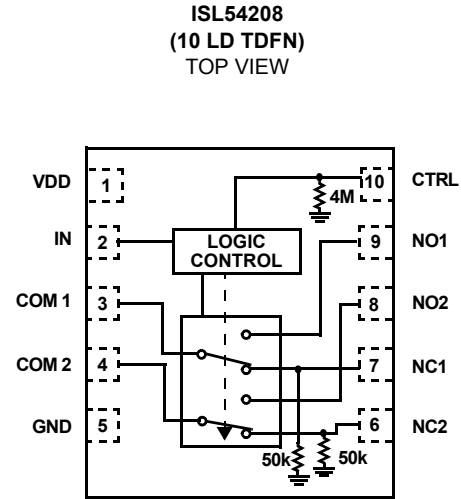 ISL54208
(10 LD TDFN)
TOP VIEW
VDD 1
10 CTRL
4M
IN 2
LOGIC
CONTROL
9 NO1
COM 1 3
8 NO2
COM 2 4
7 NC1
GND 5
6 NC2
50k
50k